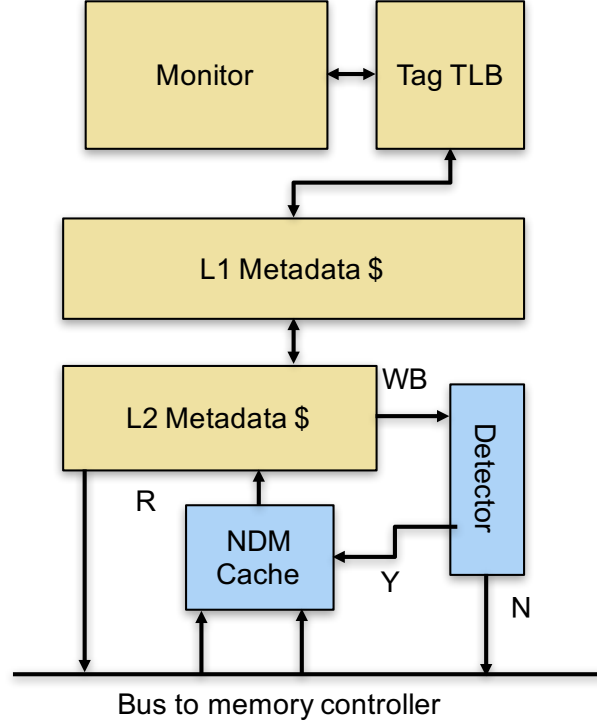 Monitor
Tag TLB
L1 Metadata $
L2 Metadata $
WB
Detector
R
NDM
Cache
Y
N
Bus to memory controller